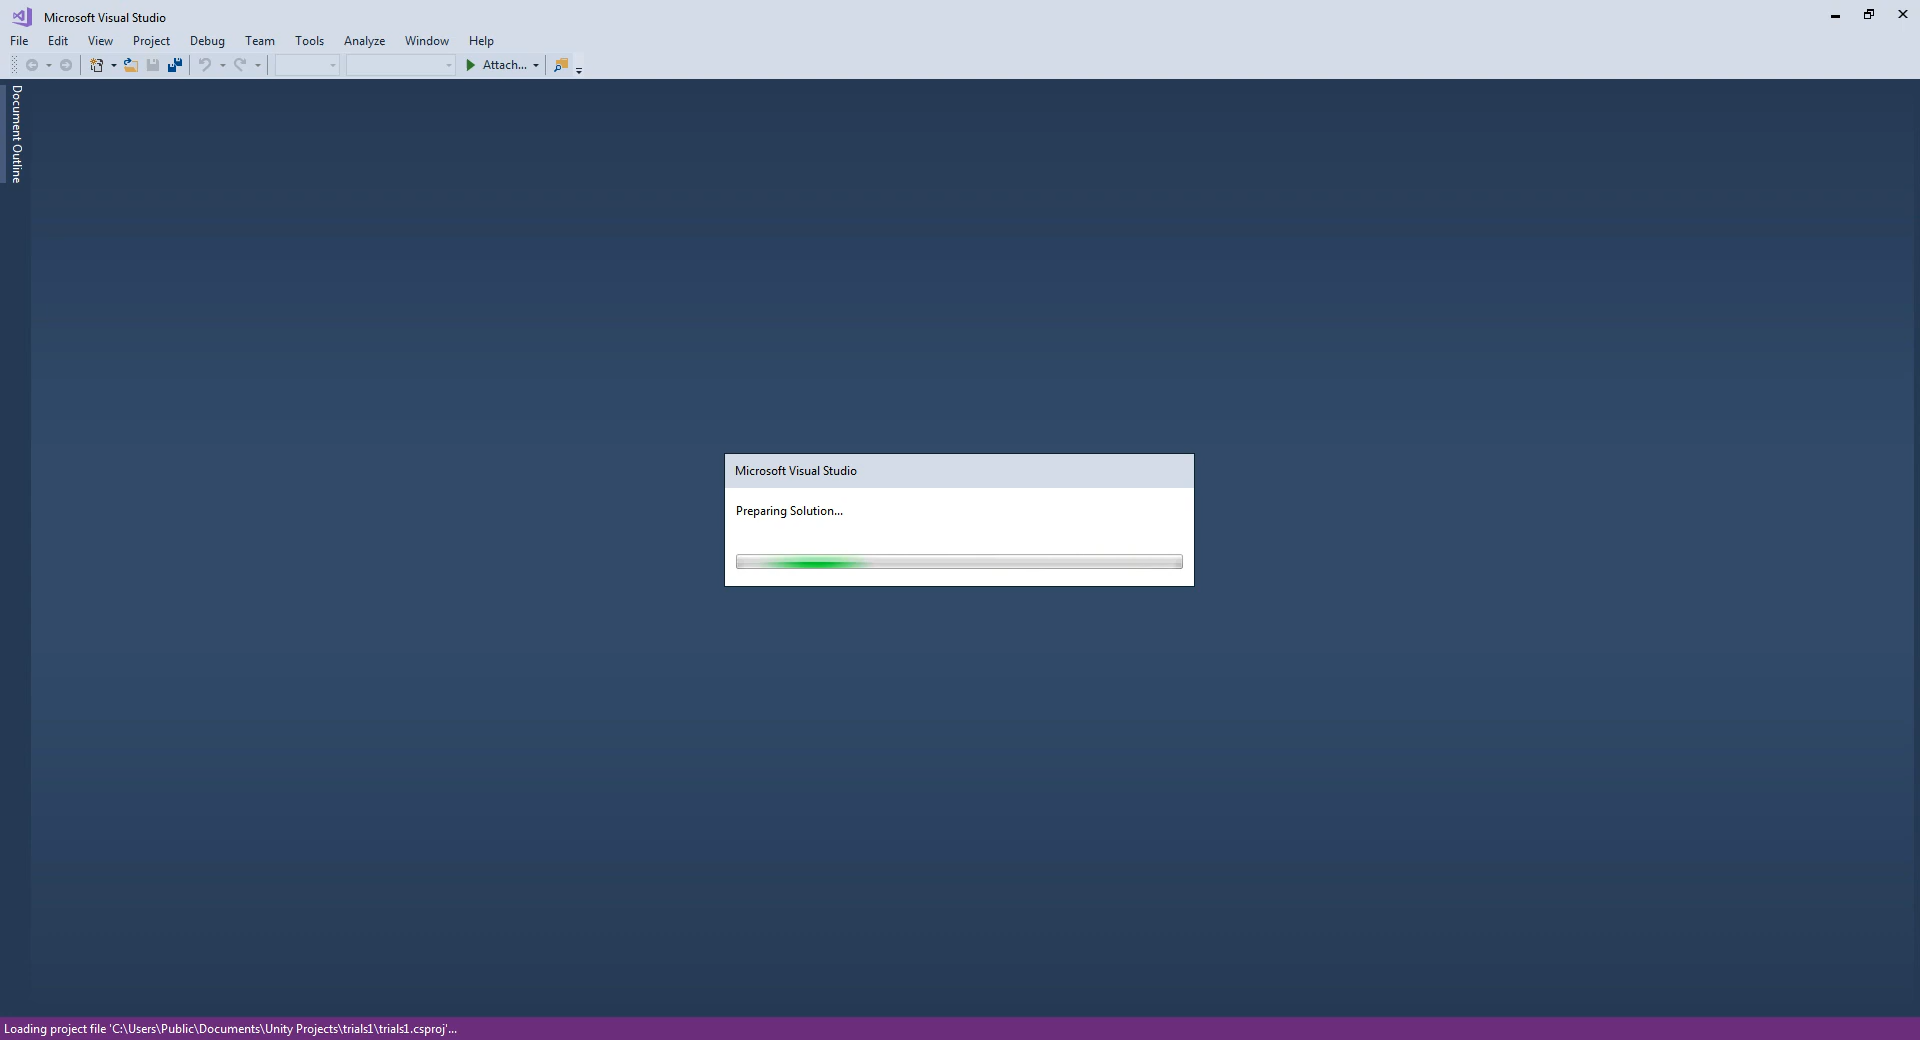 Microsoft Visual Studio
File Edit View Project Debug Team Tools Analyze Window Help
Attach...
Document Outline
Microsoft Visual Studio
Preparing Solution...
Loading project file 'C:\Users\Public\Documents\Unity Projects\trials1\trials1.csproj'...